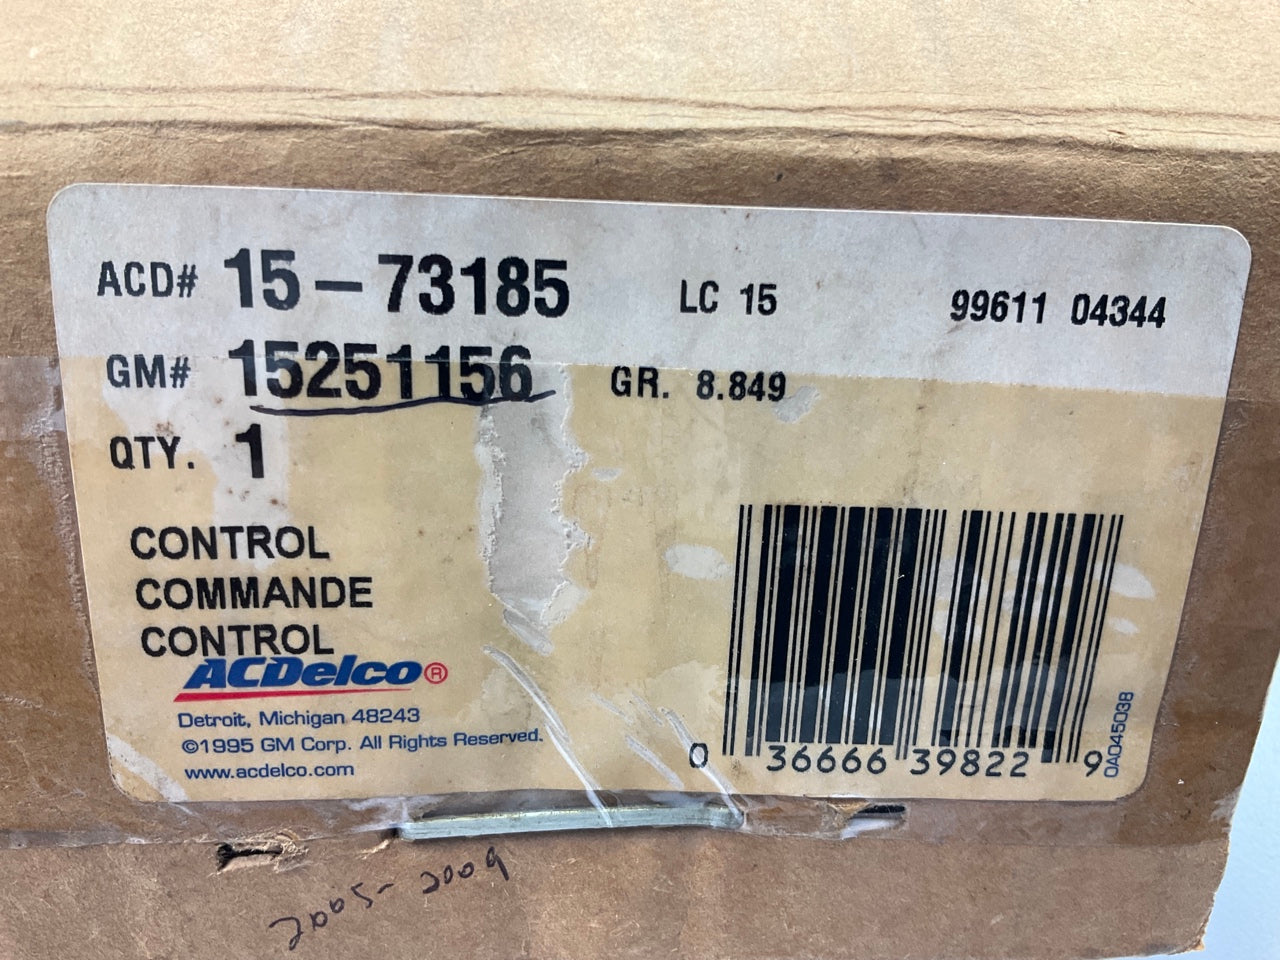 ACD# 15-73185 LC 15 99611 04344
GM# 15251156 GR. 8.849
QTY. 1
CONTROL
COMMANDE
CONTROL
ACDelco®
Detroit, Michigan 48243
©1995 GM Corp. All Rights Reserved.
www.acdelco.com
0 36666 39822 9
0A045038
2005-2009